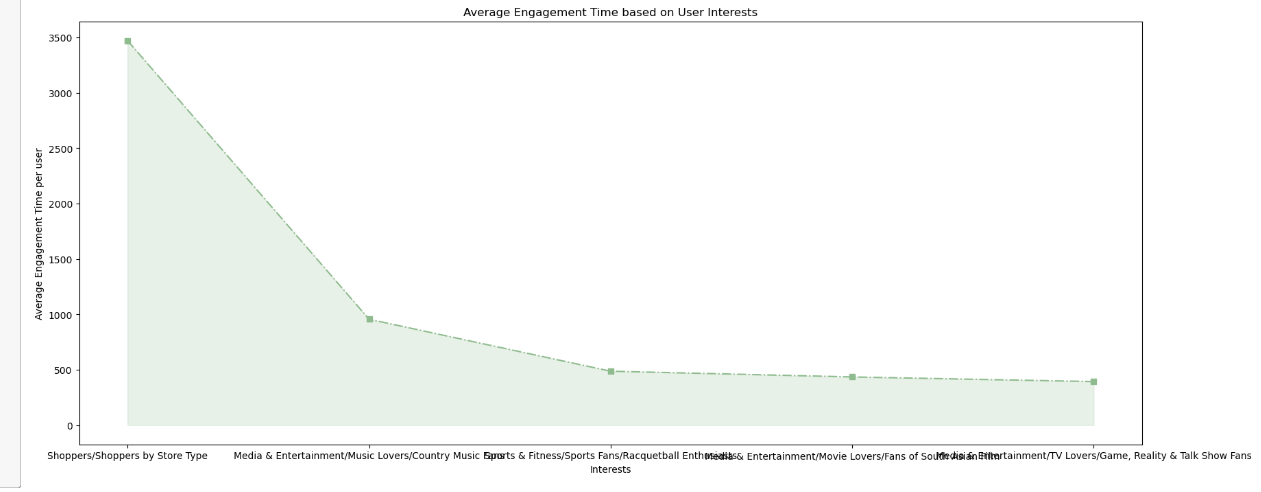 Average Engagement Time based on User Interests
3500
3000
2500
2000
1500
1000
500
0
Average Engagement Time per user
Shoppers/Shoppers by Store Type
Media & Entertainment/Music Lovers/Country Music Fans
Sports & Fitness/Sports Fans/Racquetball Enthusiasts
Media & Entertainment/Movie Lovers/Fans of South Asian Film
Media & Entertainment/TV Lovers/Game, Reality & Talk Show Fans
Interests